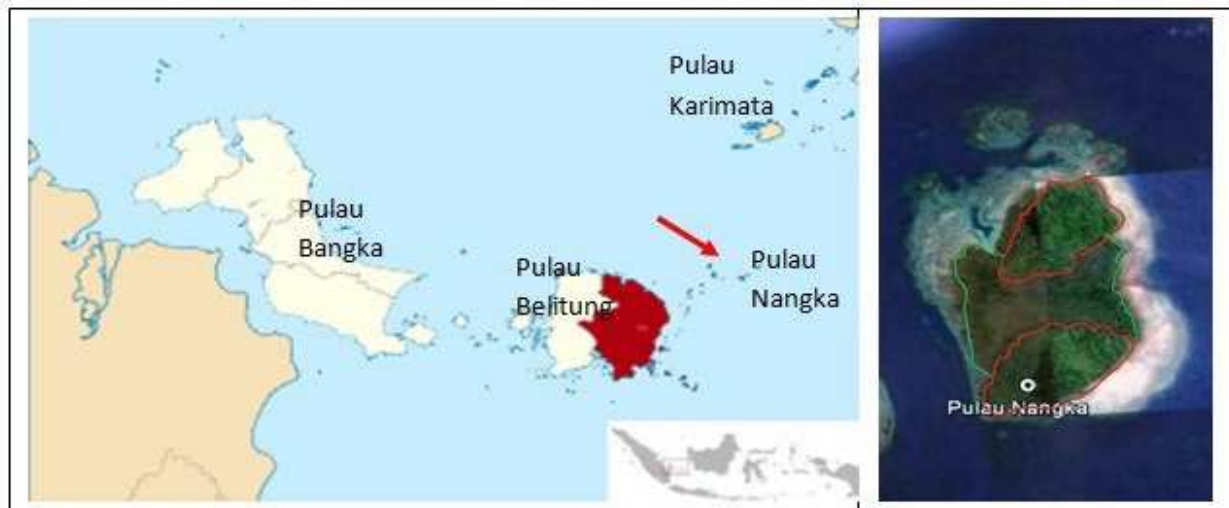 Pulau
Karimata
Pulau
Bangka
Pulau
Belitung
Pulau
Nangka
Pulau Nangka